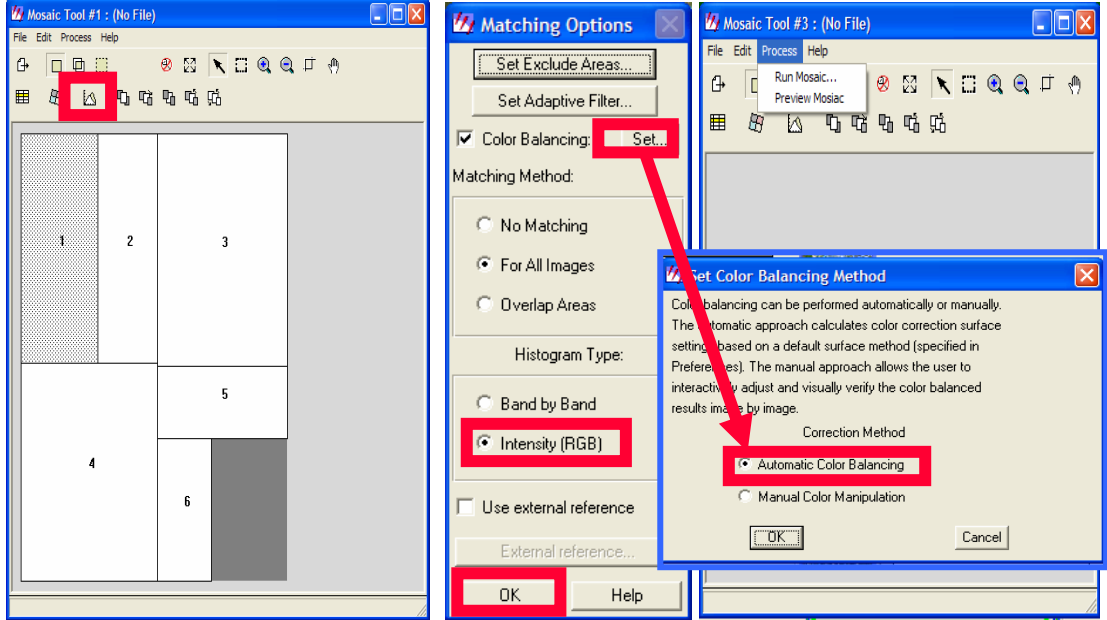 Mosaic Tool #1 : (No File)
File Edit Process Help
1
2
3
4
5
6
Matching Options
Set Exclude Areas...
Set Adaptive Filter...
Color Balancing: Set...
Matching Method:
No Matching
For All Images
Overlap Areas
Histogram Type:
Band by Band
Intensity (RGB)
Use external reference
External reference...
OK Help
Mosaic Tool #3 : (No File)
File Edit Process Help
Run Mosaic...
Preview Mosiac
Set Color Balancing Method
Color balancing can be performed automatically or manually.
The automatic approach calculates color correction surface
settings based on a default surface method (specified in
Preferences). The manual approach allows the user to
interactively adjust and visually verify the color balanced
results image by image.
Correction Method
Automatic Color Balancing
Manual Color Manipulation
OK Cancel